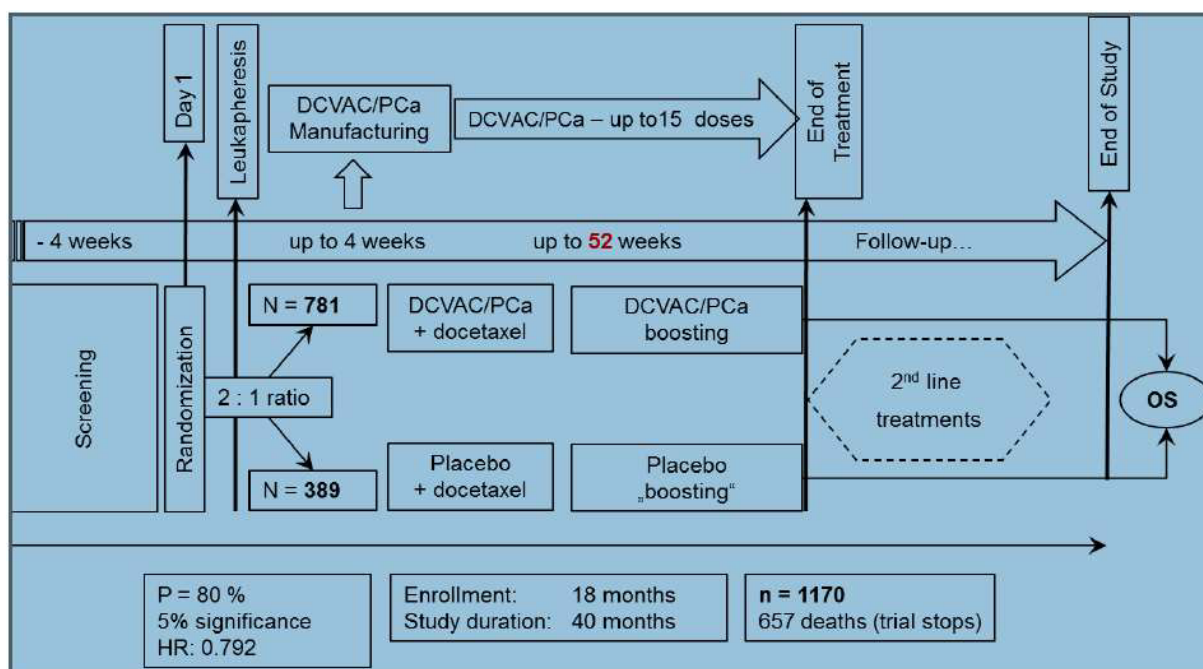 Day 1
Leukapheresis
DCVAC/PCa
Manufacturing
DCVAC/PCa – up to15 doses
End of
Treatment
End of Study
- 4 weeks
up to 4 weeks
up to 52 weeks
Follow-up…
Screening
Randomization
N = 781
2 : 1 ratio
N = 389
DCVAC/PCa
+ docetaxel
DCVAC/PCa
boosting
Placebo
+ docetaxel
Placebo
„boosting“
2nd line
treatments
OS
P = 80 %
5% significance
HR: 0.792
Enrollment: 18 months
Study duration: 40 months
n = 1170
657 deaths (trial stops)